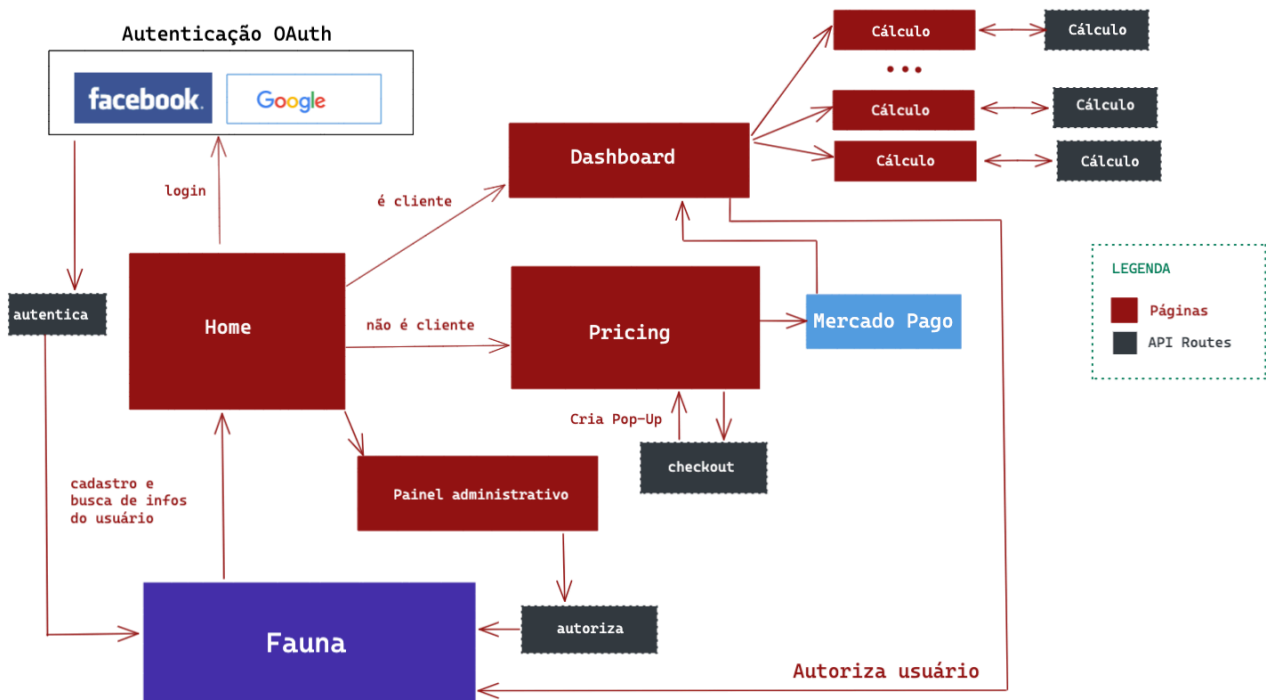 Autenticação OAuth
facebook.
Google
login
autentica
Home
é cliente
não é cliente
Dashboard
Cálculo
Cálculo
...
Cálculo
Cálculo
Cálculo
Cálculo
Pricing
Mercado Pago
Cria Pop-Up
checkout
LEGENDA
Páginas
API Routes
cadastro e
busca de infos
do usuário
Painel administrativo
autoriza
Fauna
Autoriza usuário